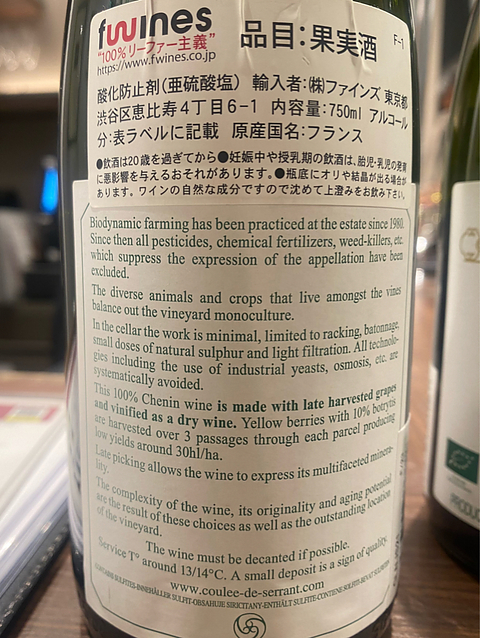 fwines
"100%リーファー主義"
https://www.fwines.co.jp
品目:果実酒
F-1
酸化防止剤(亜硫酸塩) 輸入者:㈱ファインズ 東京都
渋谷区恵比寿4丁目6-1 内容量:750ml アルコール
分:表ラベルに記載 原産国名:フランス
●飲酒は20歳を過ぎてから●妊娠中や授乳期の飲酒は、胎児・乳児の発育
に悪影響を与えるおそれがあります。●瓶底にオリや結晶が出る場合が
あります。ワインの自然な成分ですので沈めて上澄みをお飲み下さい。
Biodynamic farming has been practiced at the estate since 1980.
Since then all pesticides, chemical fertilizers, weed-killers, etc.
which suppress the expression of the appellation have been
excluded.
The diverse animals and crops that live amongst the vines
balance out the vineyard monoculture.
In the cellar the work is minimal, limited to racking, batonnage,
small doses of natural sulphur and light filtration. All technolo-
gies including the use of industrial yeasts, osmosis, etc. are
systematically avoided.
This 100% Chenin wine is made with late harvested grapes
and vinified as a dry wine. Yellow berries with 10% botrytis
are harvested over 3 passages through each parcel producing
low yields around 30hl/ha.
Late picking allows the wine to express its multifaceted minera-
lity.
The complexity of the wine, its originality and aging potential
are the result of these choices as well as the outstanding location
of the vineyard.
The wine must be decanted if possible.
Service T° around 13/14°C. A small deposit is a sign of quality.
www.coulee-de-serrant.com
CONTAINS SULFITES-INNEHÅLLER SULFIT-OBSAHUJE SIRICITANY-ENTHÄLT SULFITE-CONTIENE SULFITOS
PRODUC